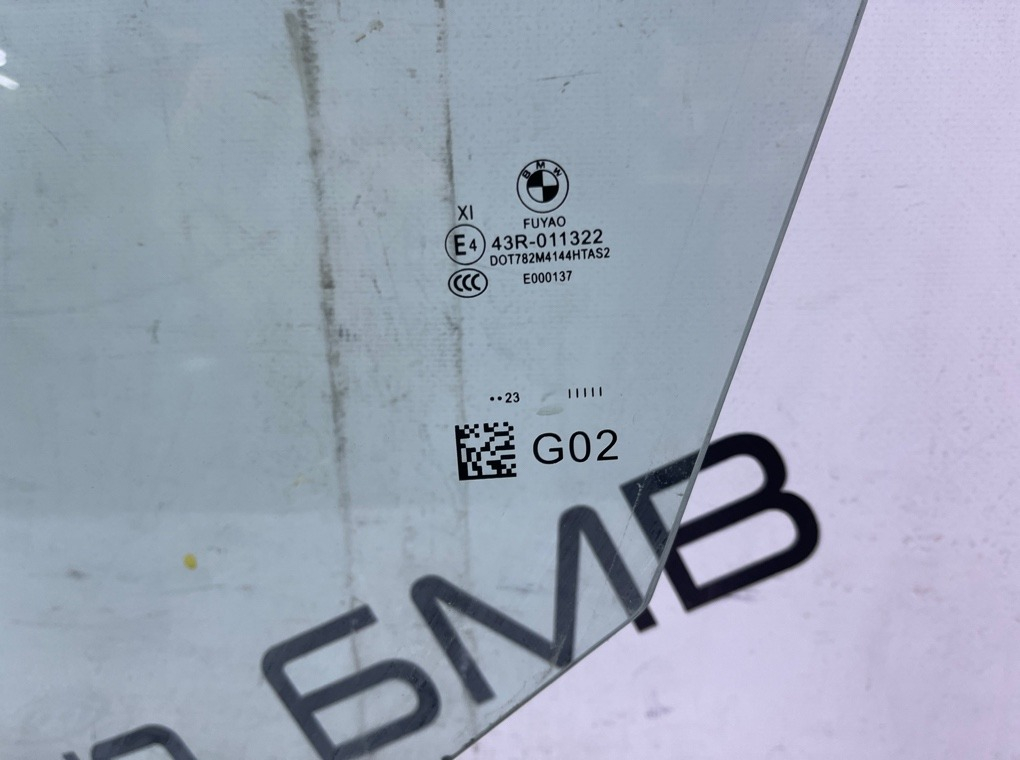 BMW
FUYAO
XI
E4 43R-011322
DOT782M4144HTAS2
CCC E000137
••23 IIIII
G02
БМВ